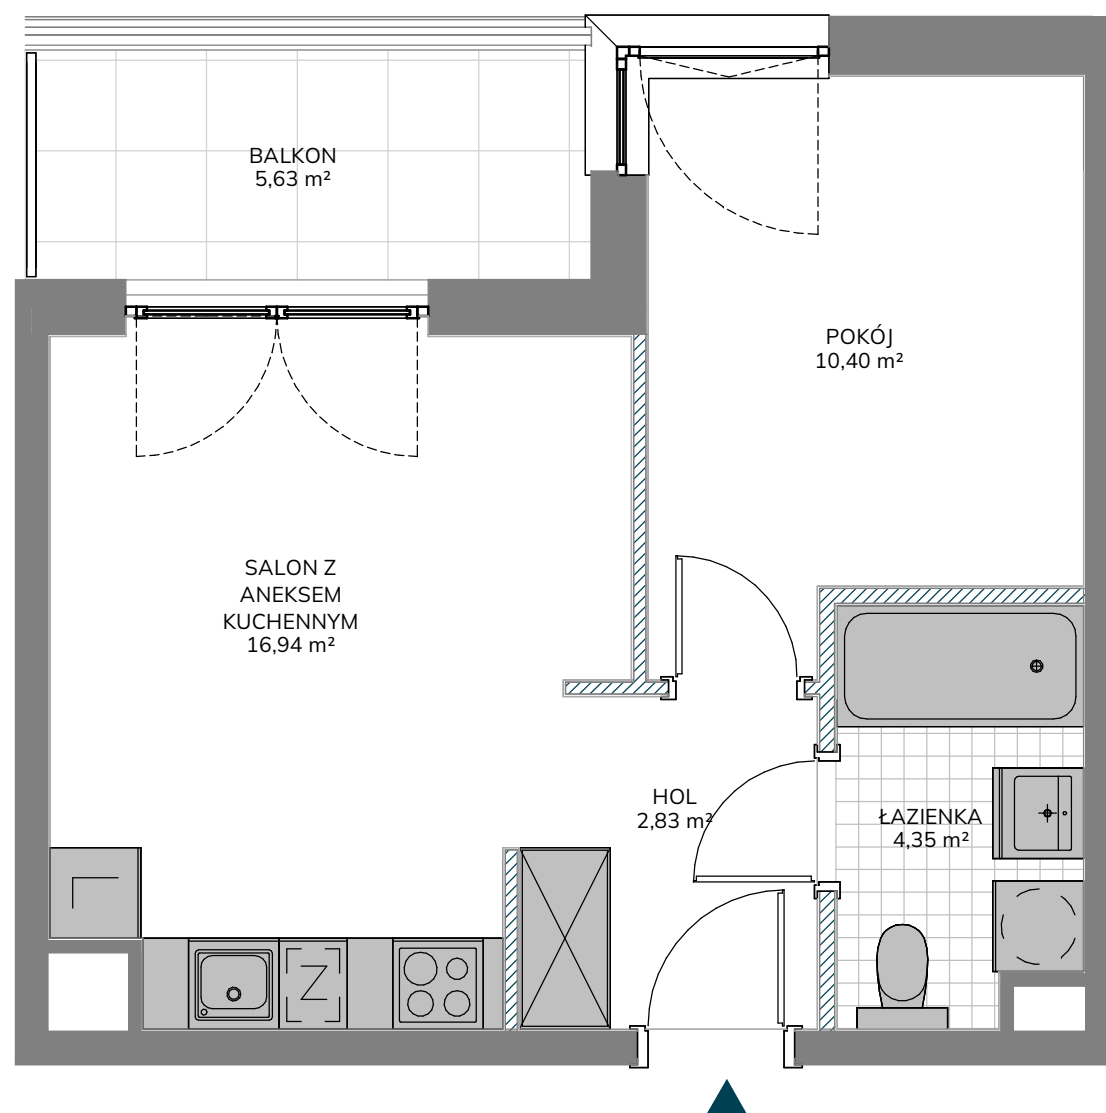 BALKON
5,63 m²
POKÓJ
10,40 m²
SALON Z
ANEKSEM
KUCHENNYM
16,94 m²
HOL
2,83 m²
ŁAZIENKA
4,35 m²
Z